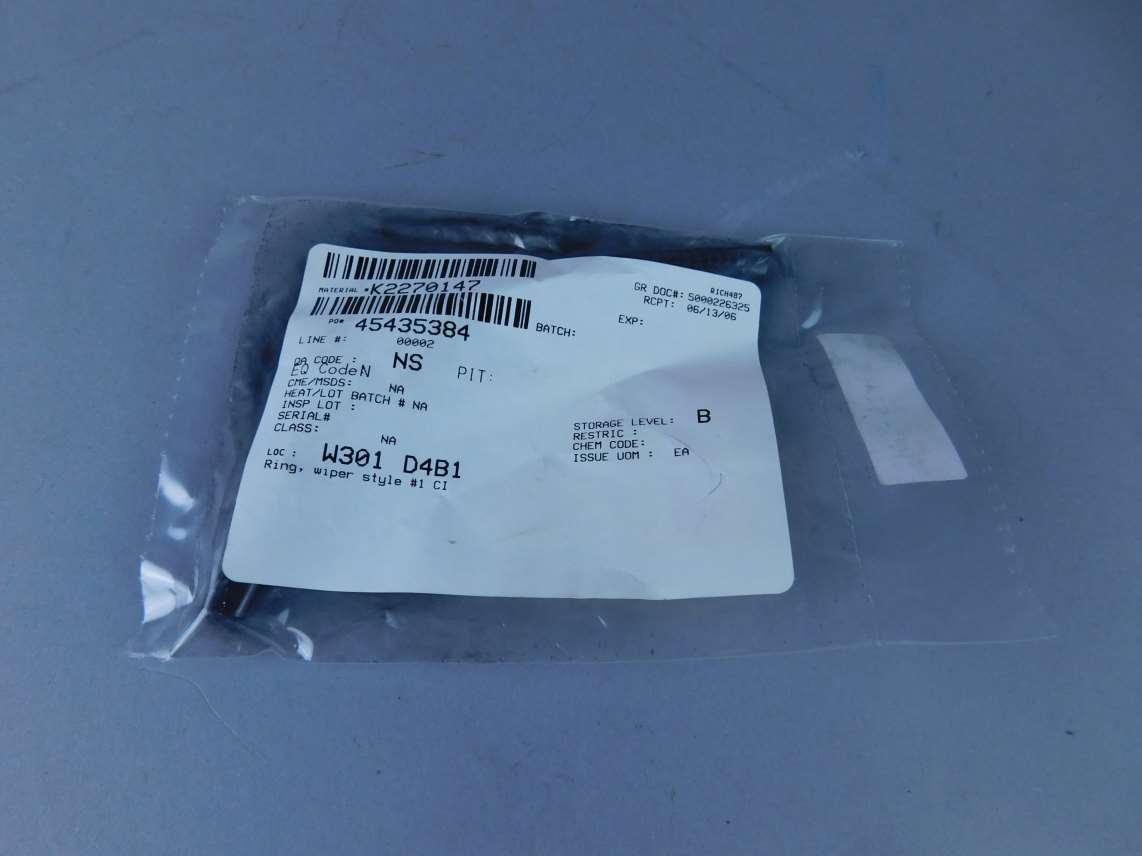 MATERIAL *K2270147
RICH487
GR DOC#: 5000226325
RCPT: 06/13/06
PO# 45435384
BATCH:
EXP:
LINE #: 00002
QA CODE : NS
EQ CodeN
PIT:
CME/MSDS: NA
HEAT/LOT BATCH # NA
INSP LOT :
SERIAL#
CLASS: NA
STORAGE LEVEL: B
RESTRIC :
CHEM CODE:
ISSUE UOM : EA
LOC : W301 D4B1
Ring, wiper style #1 CI